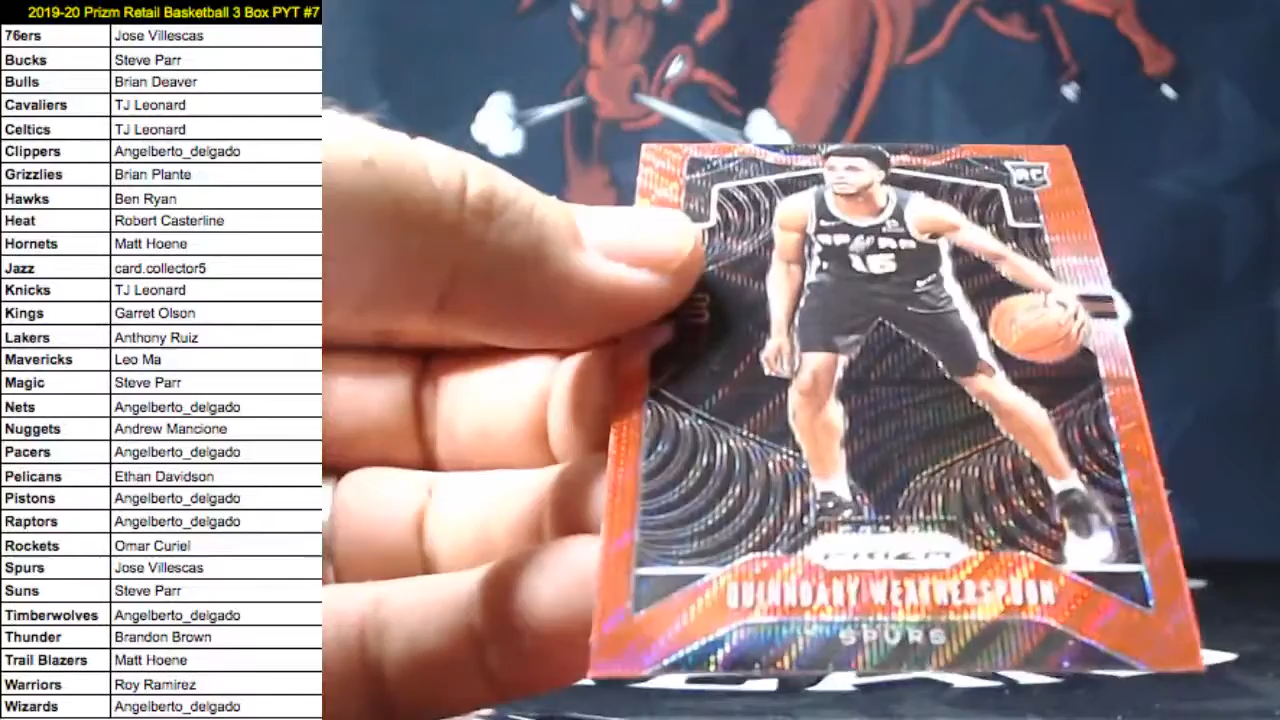 2019-20 Prizm Retail Basketball 3 Box PYT #7
76ers Jose Villescas
Bucks Steve Parr
Bulls Brian Deaver
Cavaliers TJ Leonard
Celtics TJ Leonard
Clippers Angelberto_delgado
Grizzlies Brian Plante
Hawks Ben Ryan
Heat Robert Casterline
Hornets Matt Hoene
Jazz card.collector5
Knicks TJ Leonard
Kings Garret Olson
Lakers Anthony Ruiz
Mavericks Leo Ma
Magic Steve Parr
Nets Angelberto_delgado
Nuggets Andrew Mancione
Pacers Angelberto_delgado
Pelicans Ethan Davidson
Pistons Angelberto_delgado
Raptors Angelberto_delgado
Rockets Omar Curiel
Spurs Jose Villescas
Suns Steve Parr
Timberwolves Angelberto_delgado
Thunder Brandon Brown
Trail Blazers Matt Hoene
Warriors Roy Ramirez
Wizards Angelberto_delgado
RC
SPURS
15
PRIZM
QUINNDARY WEATHERSPOON
SPURS